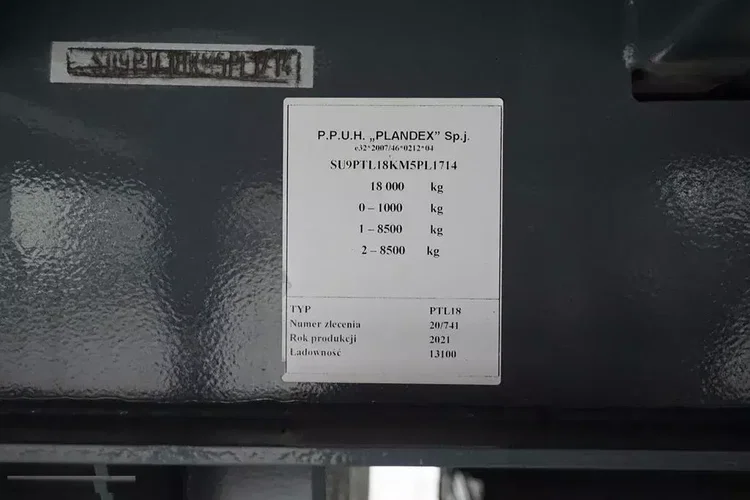 SU9PTL18KM5PL1714
P.P.U.H. „PLANDEX” Sp.j.
e32*2007/46*0212*04
SU9PTL18KM5PL1714
18 000 kg
0 – 1000 kg
1 – 8500 kg
2 – 8500 kg
TYP PTL18
Numer zlecenia 20/741
Rok produkcji 2021
Ładowność 13100